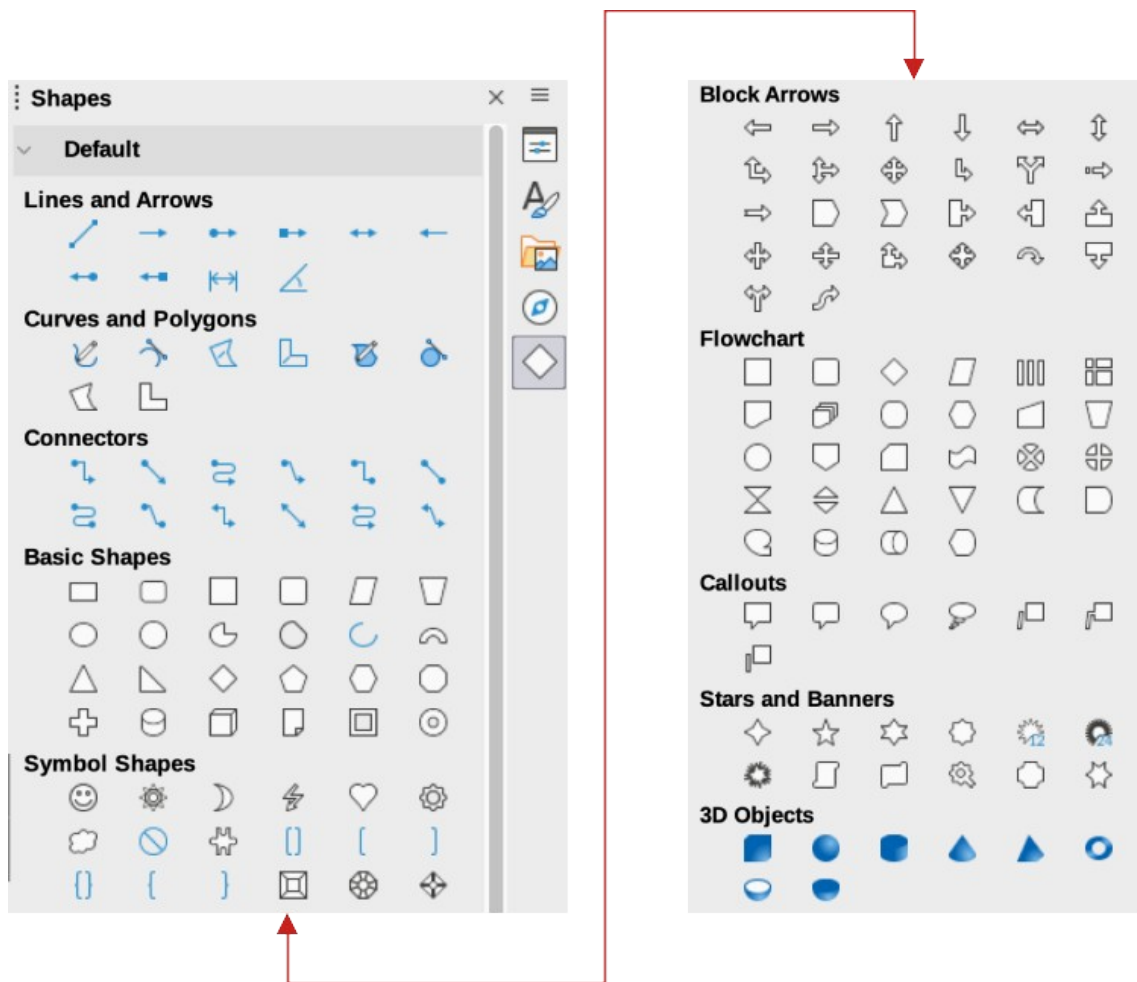 Shapes
Default
Lines and Arrows
Curves and Polygons
Connectors
Basic Shapes
Symbol Shapes
Block Arrows
Flowchart
Callouts
Stars and Banners
12
24
3D Objects